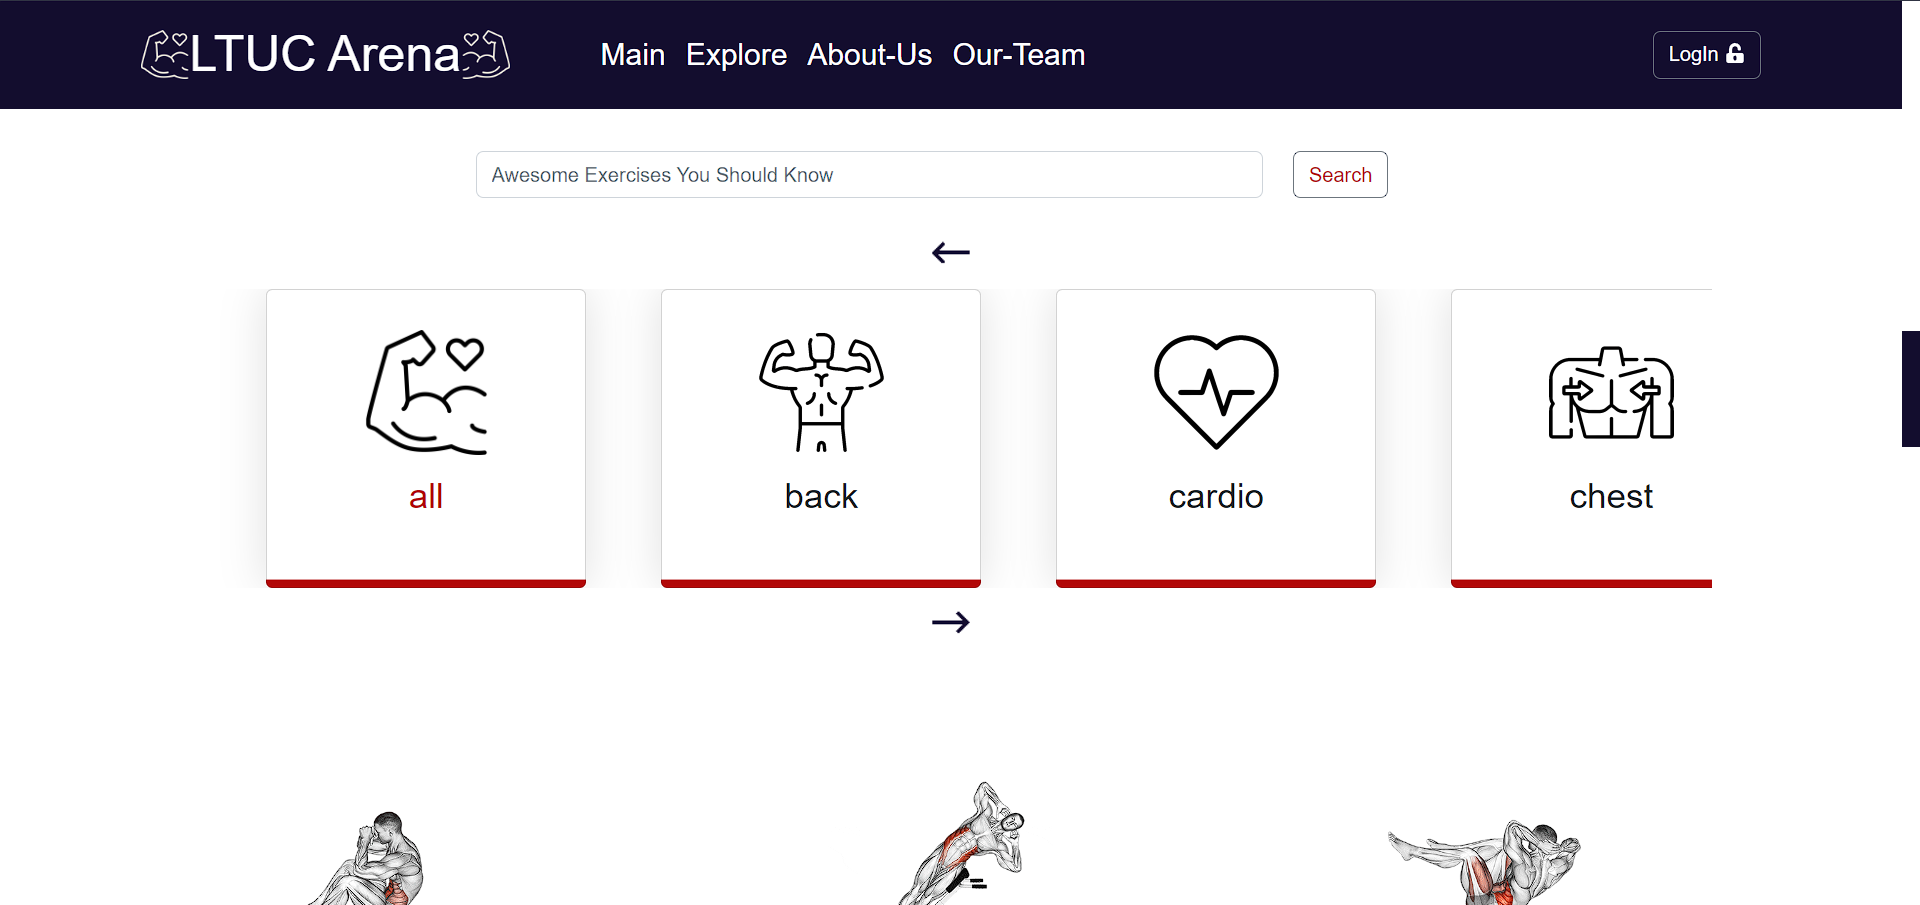 LTUC Arena
Main Explore About-Us Our-Team
LogIn
Awesome Exercises You Should Know
Search
all
back
cardio
chest